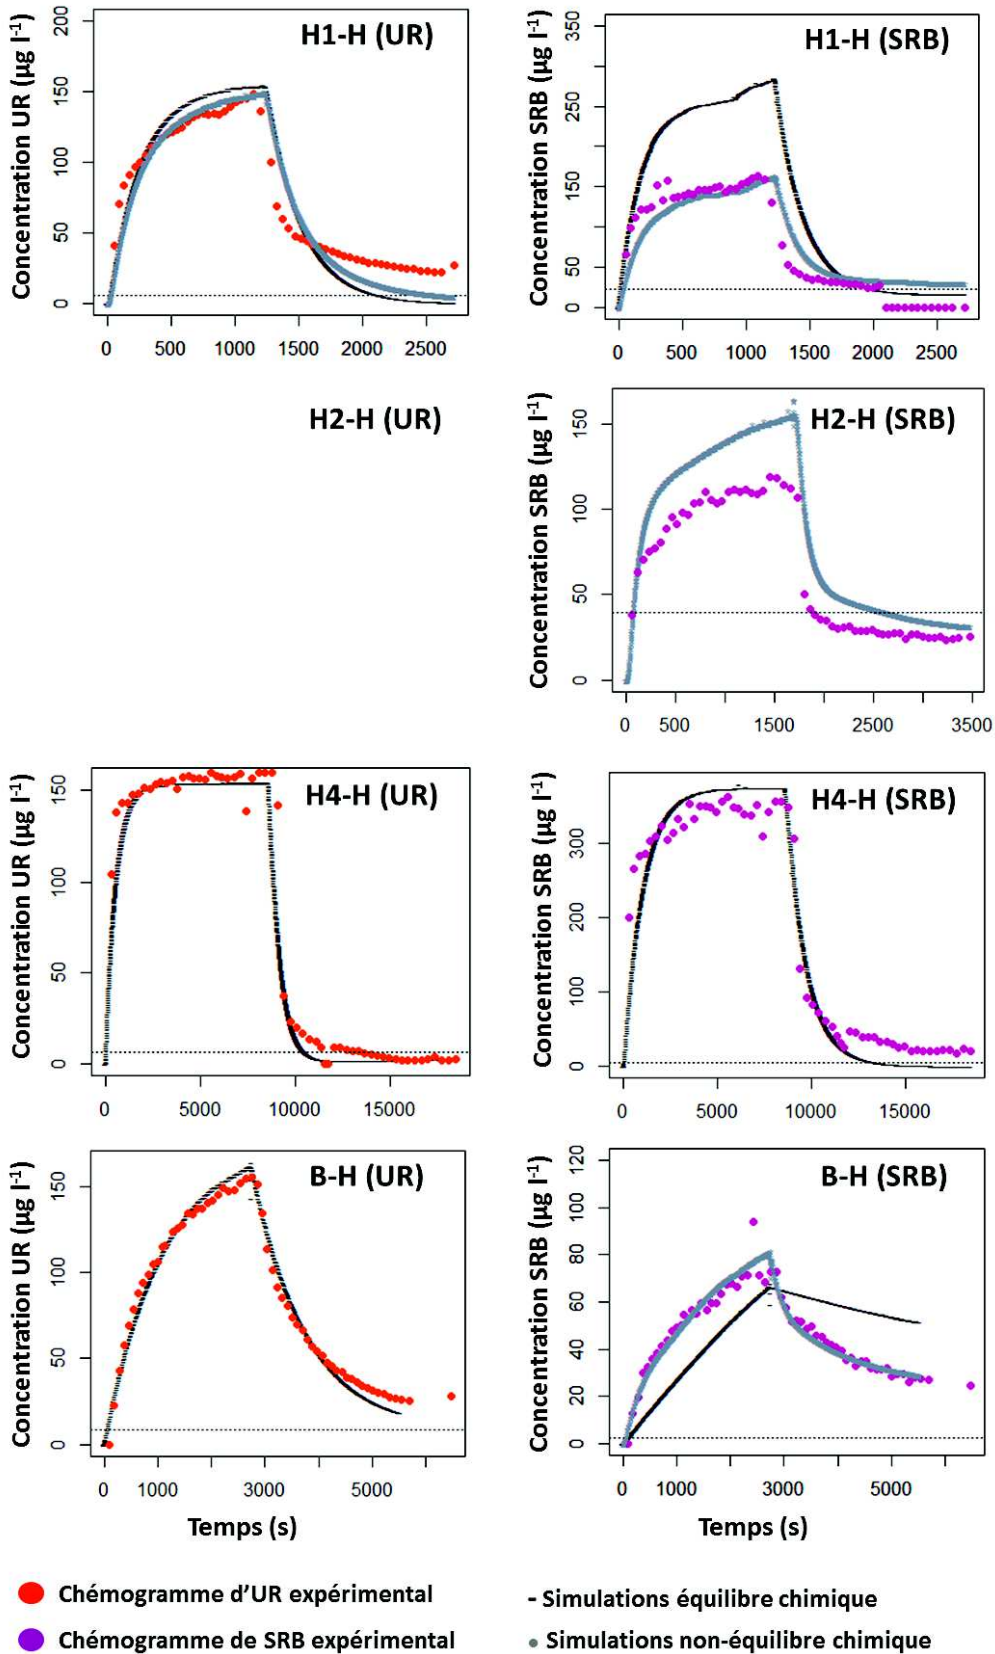 H1-H (UR)
Concentration UR (µg l-1)
0 50 100 150 200
0 500 1000 1500 2000 2500
H1-H (SRB)
Concentration SRB (µg l-1)
0 50 150 250 350
0 500 1000 1500 2000 2500
H2-H (UR)
H2-H (SRB)
Concentration SRB (µg l-1)
0 50 100 150
0 500 1500 2500 3500
H4-H (UR)
Concentration UR (µg l-1)
0 50 100 150
0 5000 10000 15000
H4-H (SRB)
Concentration SRB (µg l-1)
0 100 200 300
0 5000 10000 15000
B-H (UR)
Concentration UR (µg l-1)
0 50 100 150
0 1000 3000 5000
Temps (s)
B-H (SRB)
Concentration SRB (µg l-1)
0 20 40 60 80 100 120
0 1000 3000 5000
Temps (s)
Chémogramme d'UR expérimental
- Simulations équilibre chimique
Chémogramme de SRB expérimental
Simulations non-équilibre chimique